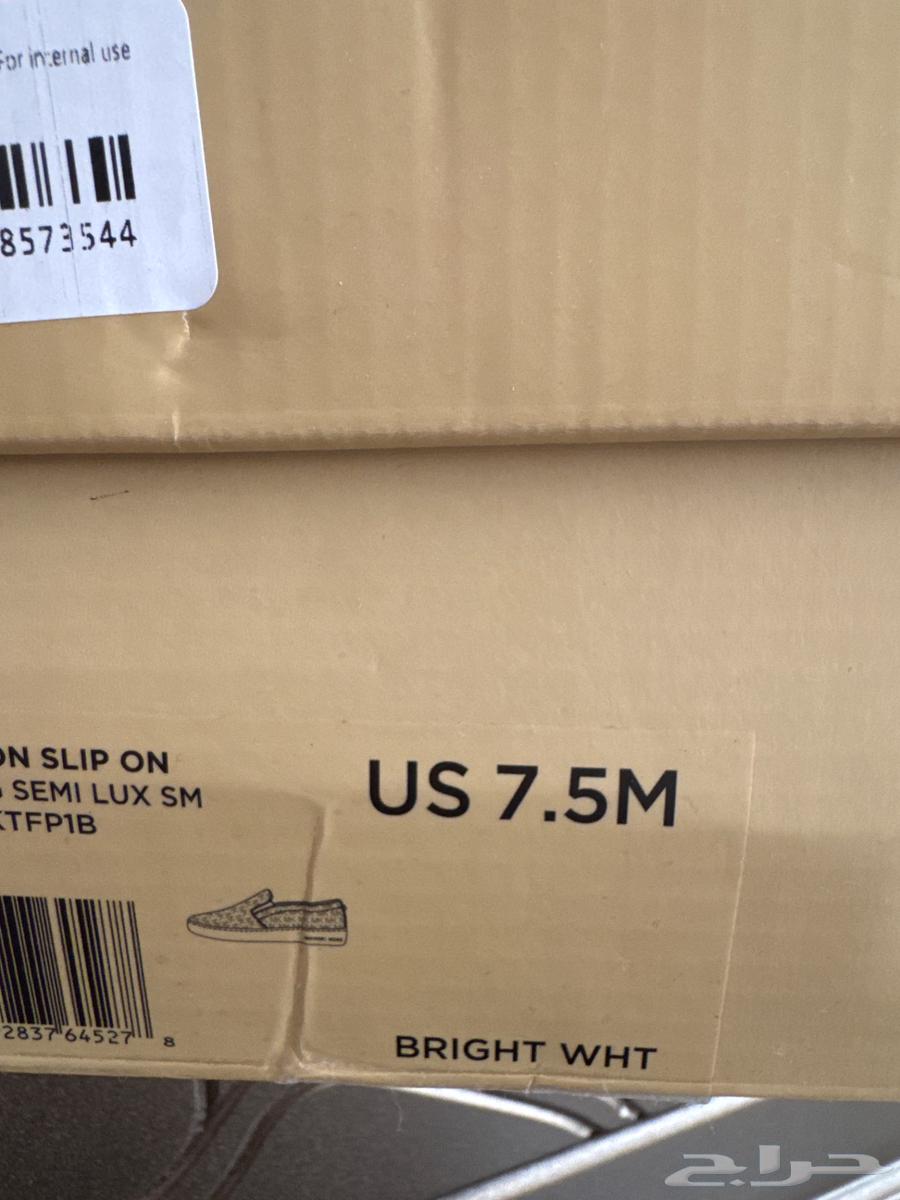 For internal use
8573544
ON SLIP ON
SEMI LUX SM
KTFP1B
US 7.5M
2837 64527 8
BRIGHT WHT
حراج